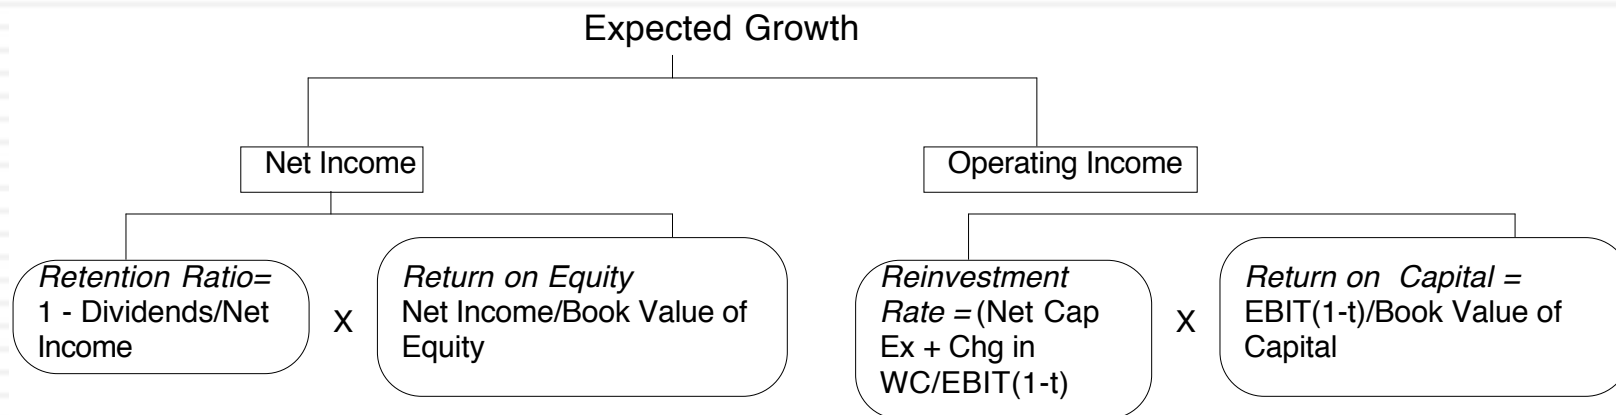 Expected Growth
Net Income
Operating Income
Retention Ratio=
1 - Dividends/Net
Income
X
Return on Equity
Net Income/Book Value of
Equity
Reinvestment
Rate = (Net Cap
Ex + Chg in
WC/EBIT(1-t)
X
Return on Capital =
EBIT(1-t)/Book Value of
Capital